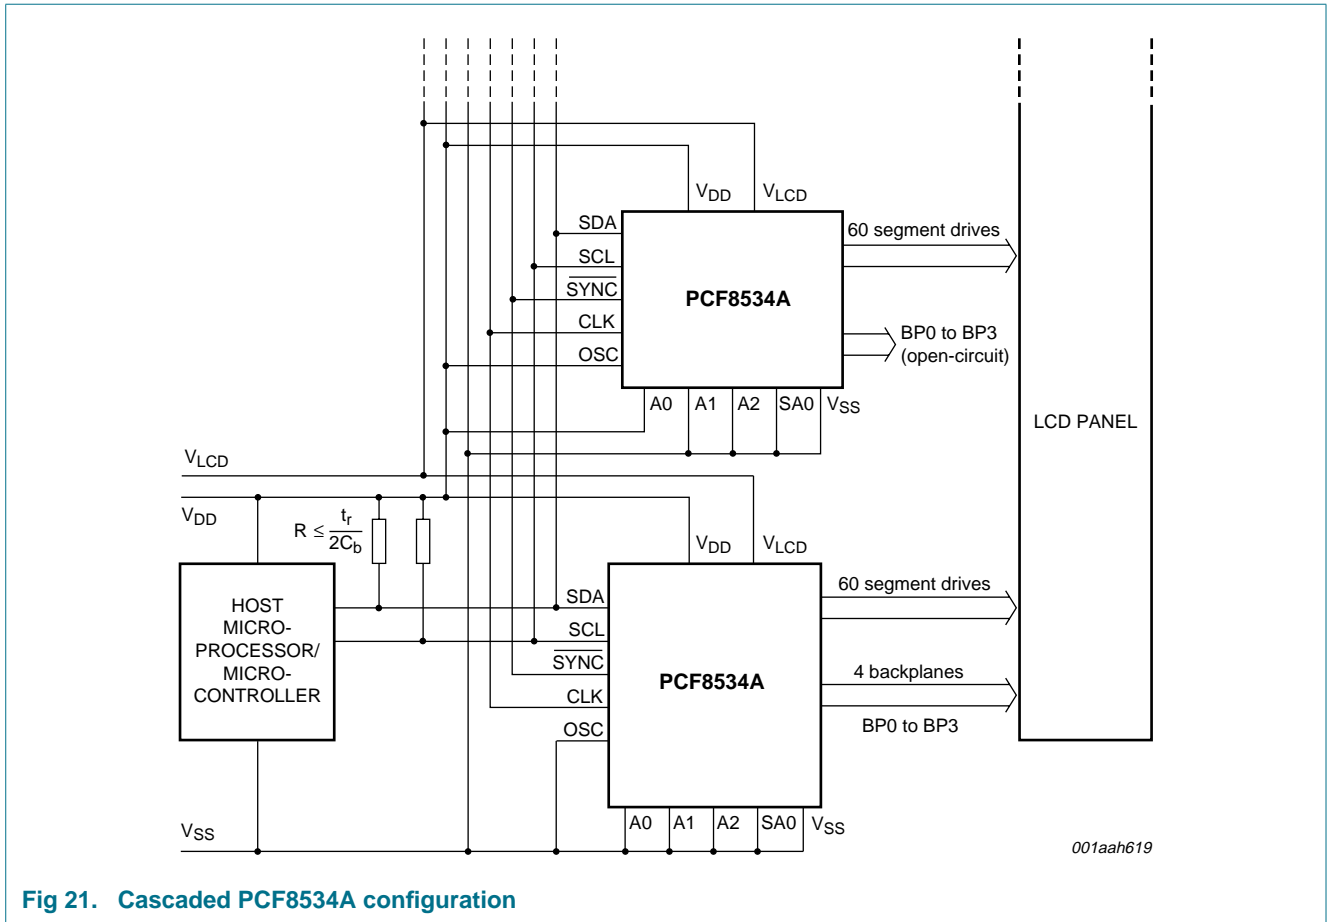 VDD
VLCD
SDA
SCL
SYNC
CLK
OSC
PCF8534A
60 segment drives
BP0 to BP3
(open-circuit)
A0
A1
A2
SA0
VSS
LCD PANEL
VLCD
VDD
R ≤ tr
2Cb
VDD
VLCD
HOST
MICRO-
PROCESSOR/
MICRO-
CONTROLLER
SDA
SCL
SYNC
CLK
OSC
PCF8534A
60 segment drives
4 backplanes
BP0 to BP3
A0
A1
A2
SA0
VSS
VSS
001aah619
Fig 21. Cascaded PCF8534A configuration